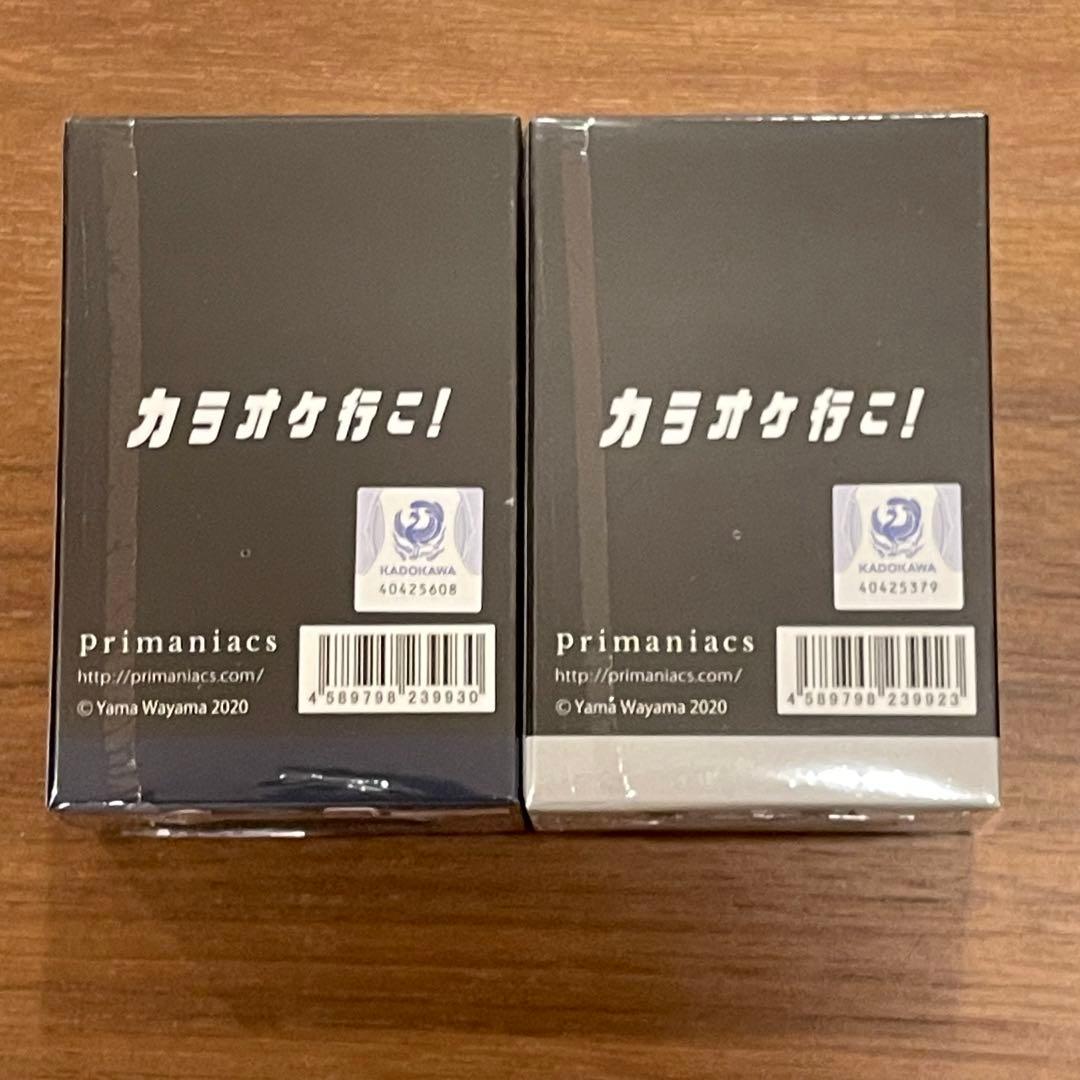 カラオケ行こ!
KADOKAWA
40425608
primaniacs
http://primaniacs.com/
© Yama Wayama 2020
4 589798 239930
カラオケ行こ!
KADOKAWA
40425379
primaniacs
http://primaniacs.com/
© Yama Wayama 2020
4 589798 239923